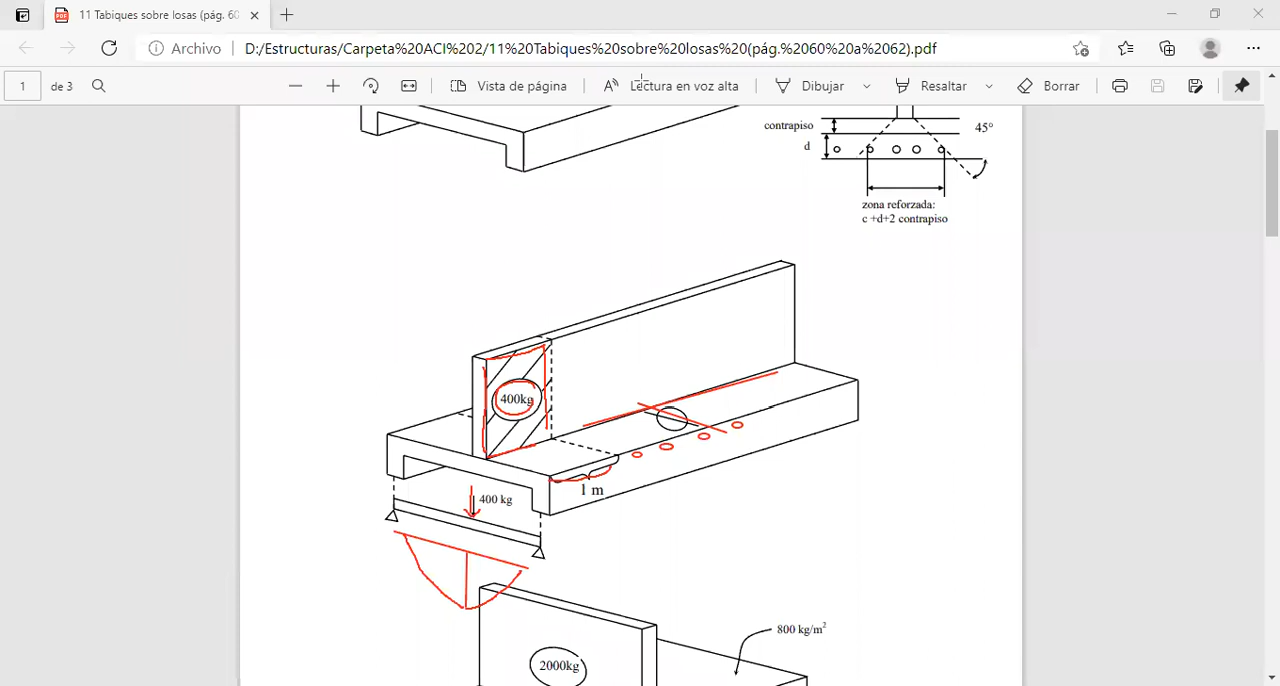 11 Tabiques sobre losas (pág. 60
Archivo
D:/Estructuras/Carpeta%20ACI%202/11%20Tabiques%20sobre%20losas%20(pág.%2060%20a%2062).pdf
1
de 3
Vista de página
Lectura en voz alta
Dibujar
Resaltar
Borrar
contrapiso
45°
d
zona reforzada:
c +d+2 contrapiso
400kg
1 m
400 kg
800 kg/m²
2000kg